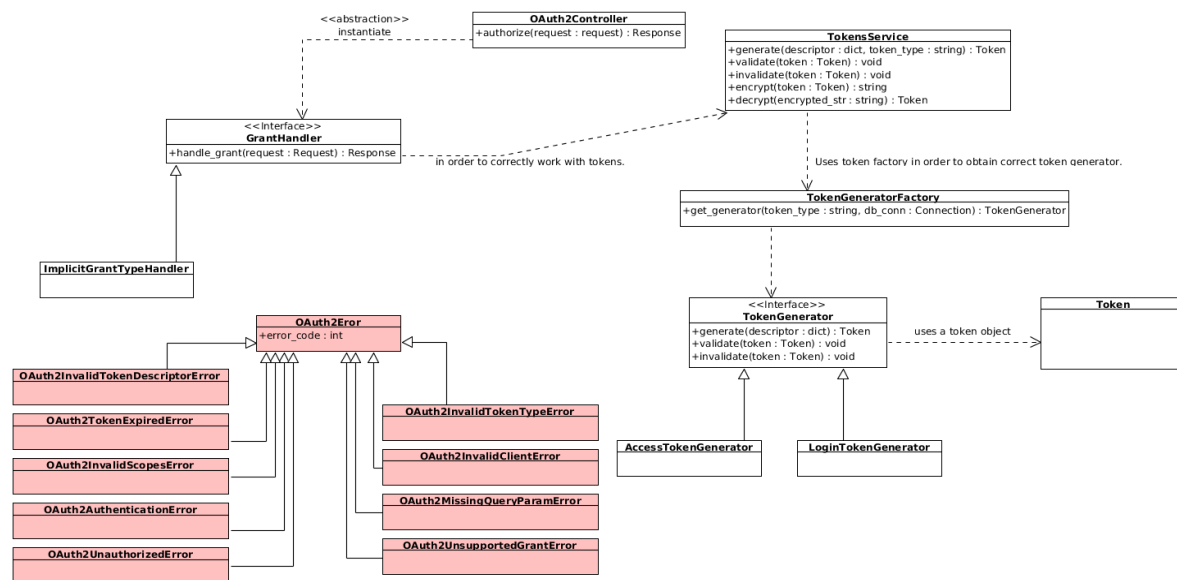 OAuth2Controller
+authorize(request : request) : Response
<<abstraction>>
instantiate
TokensService
+generate(descriptor : dict, token_type : string) : Token
+validate(token : Token) : void
+invalidate(token : Token) : void
+encrypt(token : Token) : string
+decrypt(encrypted_str : string) : Token
<<Interface>>
GrantHandler
+handle_grant(request : Request) : Response
in order to correctly work with tokens.
Uses token factory in order to obtain correct token generator.
TokenGeneratorFactory
+get_generator(token_type : string, db_conn : Connection) : TokenGenerator
ImplicitGrantTypeHandler
<<Interface>>
TokenGenerator
+generate(descriptor : dict) : Token
+validate(token : Token) : void
+invalidate(token : Token) : void
uses a token object
Token
OAuth2Eror
+error_code : int
OAuth2InvalidTokenDescriptorError
OAuth2TokenExpiredError
OAuth2InvalidScopesError
OAuth2AuthenticationError
OAuth2UnauthorizedError
OAuth2InvalidTokenTypeError
OAuth2InvalidClientError
OAuth2MissingQueryParamError
OAuth2UnsupportedGrantError
AccessTokenGenerator
LoginTokenGenerator